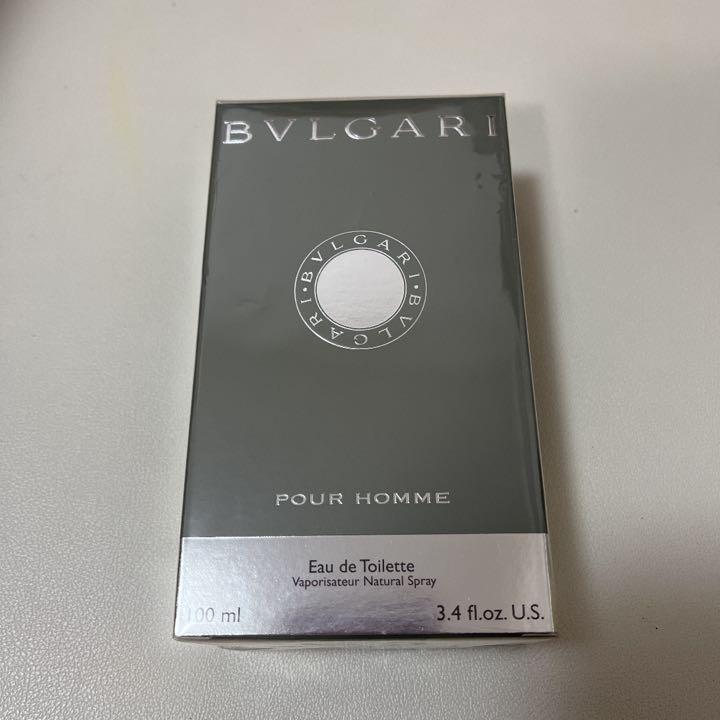 BVLGARI
BVLGARI • BVLGARI •
POUR HOMME
Eau de Toilette
Vaporisateur Natural Spray
100 ml
3.4 fl.oz. U.S.